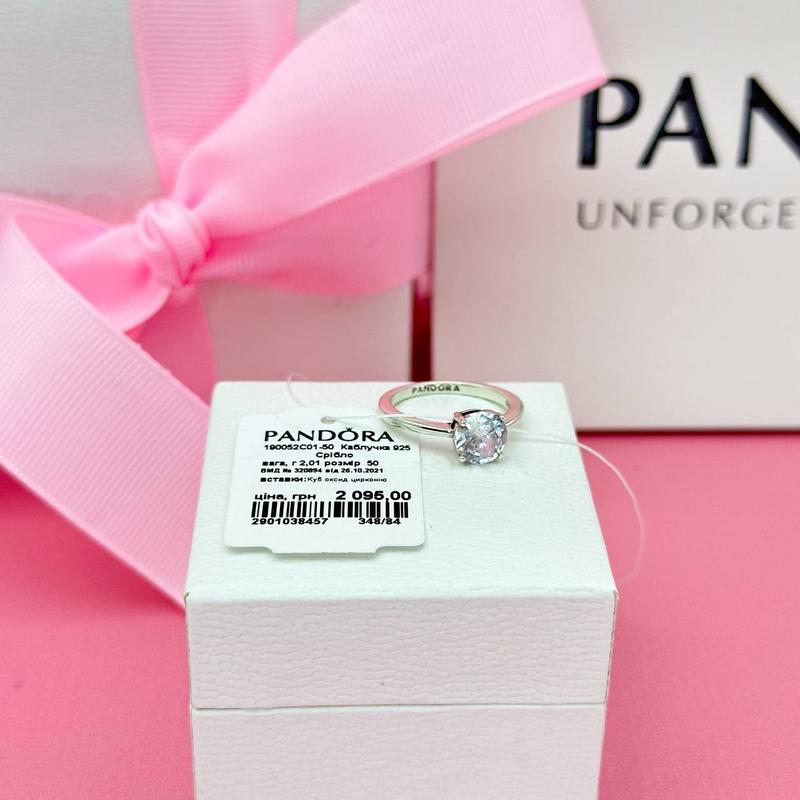 PAN
UNFORGE
PANDORA
PANDORA
190052C01-50 Каблучка 925
Срібло
вага, г 2,01 розмір 50
ВМД № 320894 від 26.10.2021
вставки:Куб оксид цирконію
ціна, грн 2 095,00
2901038457 348/84